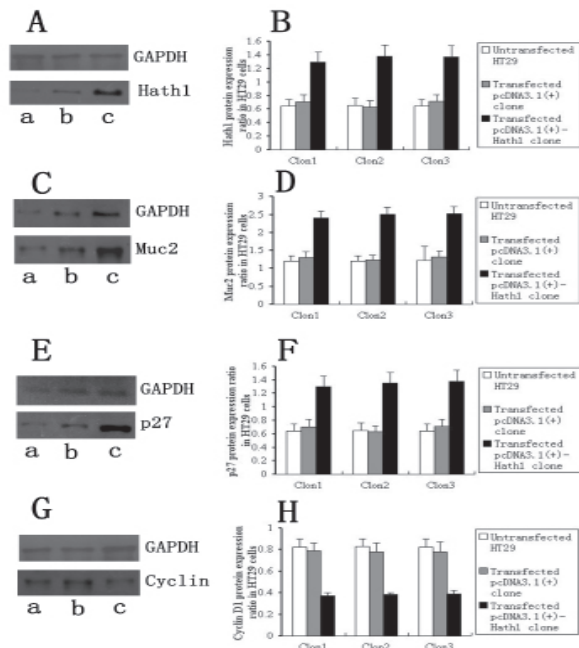 A
GAPDH
Hath1
a b c
B
Hath1 protein expression
ratio in HT29 cells
1.6
1.4
1.2
1
0.8
0.6
0.4
0.2
0
Clon1 Clon2 Clon3
Untransfected
HT29
Transfected
pcDNA3.1(+)
clone
Transfected
pcDNA3.1(+)-
Hath1 clone
C
GAPDH
Muc2
a b c
D
Muc2 protein expression
ratio in HT29 cells
3
2.5
2
1.5
1
0.5
0
Clon1 Clon2 Clon3
Untransfected
HT29
Transfected
pcDNA3.1(+)
clone
Transfected
pcDNA3.1(+)-
Hath1 clone
E
GAPDH
p27
a b c
F
p27 protein expression ratio
in HT29 cells
1.6
1.4
1.2
1
0.8
0.6
0.4
0.2
0
Clon1 Clon2 Clon3
Untransfected
HT29
Transfected
pcDNA3.1(+)
clone
Transfected
pcDNA3.1(+)-
Hath1 clone
G
GAPDH
Cyclin
a b c
H
Cyclin D1 protein expression
ratio in HT29 cells
1
0.8
0.6
0.4
0.2
0
Clon1 Clon2 Clon3
Untransfected
HT29
Transfected
pcDNA3.1(+)
clone
Transfected
pcDNA3.1(+)-
Hath1 clone